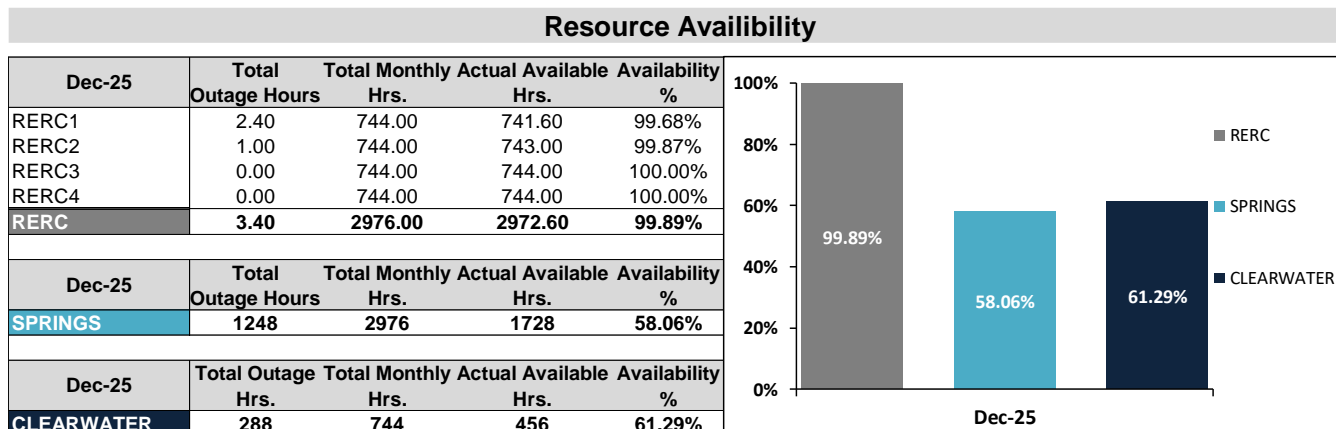 Resource Availibility
Dec-25 Total Outage Hours Total Monthly Hrs. Actual Available Hrs. Availability %
RERC1 2.40 744.00 741.60 99.68%
RERC2 1.00 744.00 743.00 99.87%
RERC3 0.00 744.00 744.00 100.00%
RERC4 0.00 744.00 744.00 100.00%
RERC 3.40 2976.00 2972.60 99.89%
Dec-25 Total Outage Hours Total Monthly Hrs. Actual Available Hrs. Availability %
SPRINGS 1248 2976 1728 58.06%
Dec-25 Total Outage Hrs. Total Monthly Hrs. Actual Available Hrs. Availability %
CLEARWATER 288 744 456 61.29%
100%
80%
60%
40%
20%
0%
99.89%
58.06%
61.29%
Dec-25
RERC
SPRINGS
CLEARWATER